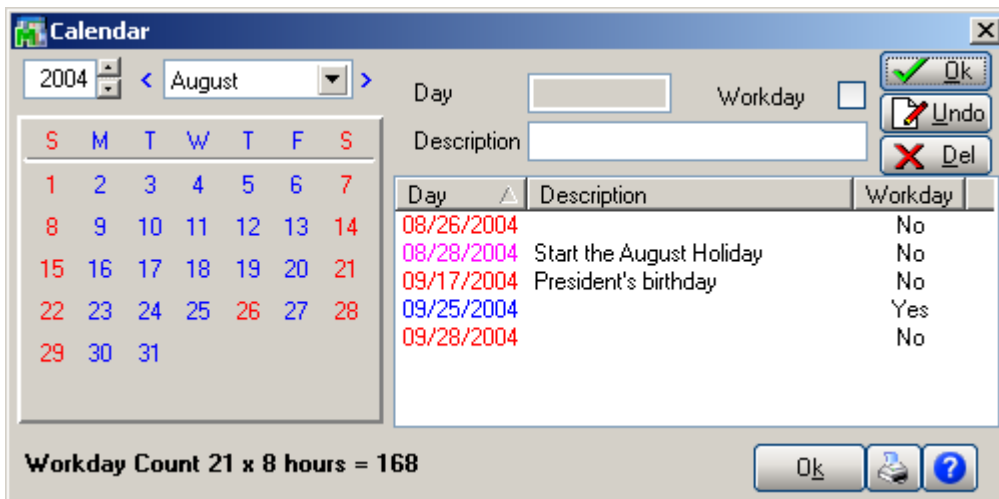 Calendar
2004 < August >
S M T W T F S
1 2 3 4 5 6 7
8 9 10 11 12 13 14
15 16 17 18 19 20 21
22 23 24 25 26 27 28
29 30 31
Day Workday
Description
Ok
Undo
Del
Day Description Workday
08/26/2004 No
08/28/2004 Start the August Holiday No
09/17/2004 President's birthday No
09/25/2004 Yes
09/28/2004 No
Workday Count 21 x 8 hours = 168
Ok ?